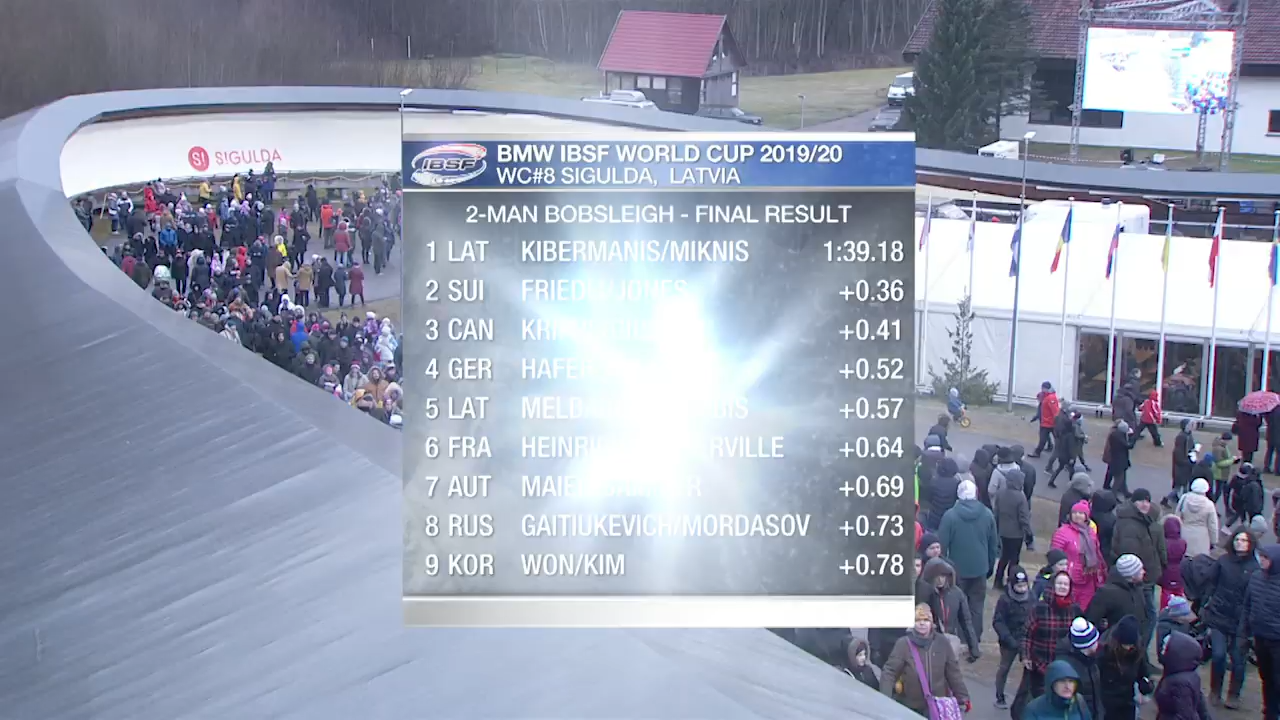 S! S!GULDA
IBSF
BMW IBSF WORLD CUP 2019/20
WC#8 SIGULDA, LATVIA
2-MAN BOBSLEIGH - FINAL RESULT
1 LAT KIBERMANIS/MIKNIS 1:39.18
2 SUI +0.36
3 CAN +0.41
4 GER +0.52
5 LAT +0.57
6 FRA +0.64
7 AUT +0.69
8 RUS GAITIUKEVICH/MORDASOV +0.73
9 KOR WON/KIM +0.78